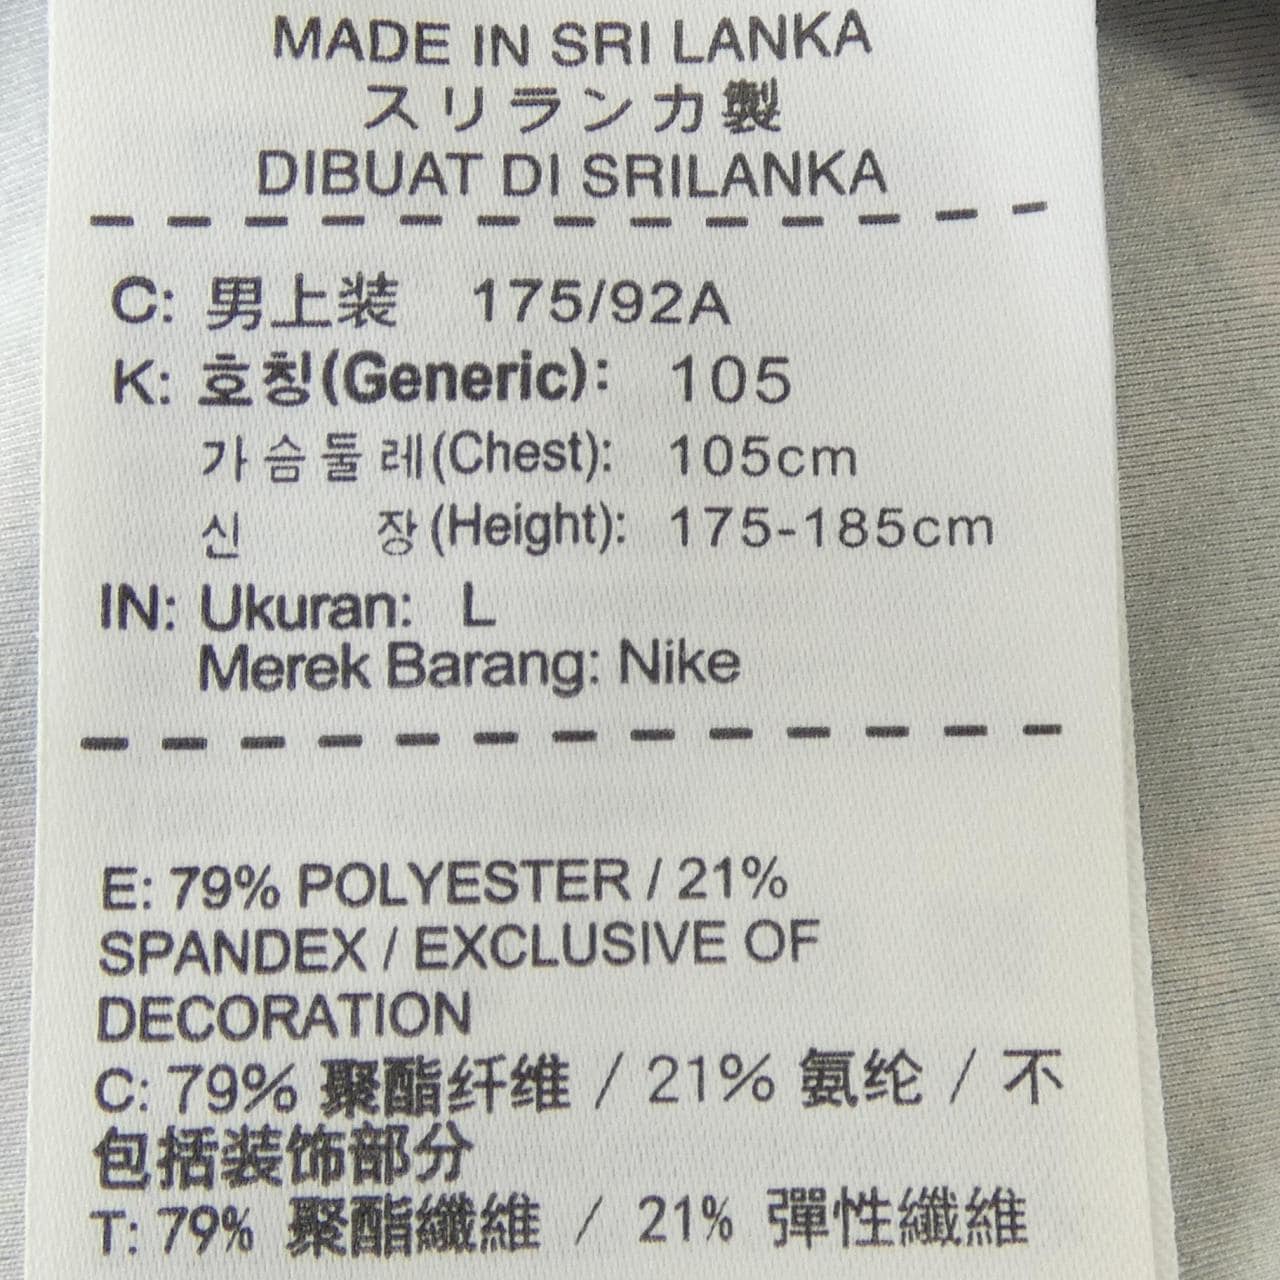 MADE IN SRI LANKA
スリランカ製
DIBUAT DI SRILANKA
C: 男上装 175/92A
K: 호칭(Generic): 105
가슴둘레(Chest): 105cm
신 장(Height): 175-185cm
IN: Ukuran: L
Merek Barang: Nike
E: 79% POLYESTER / 21%
SPANDEX / EXCLUSIVE OF
DECORATION
C: 79% 聚酯纤维 / 21% 氨纶 / 不
包括装饰部分
T: 79% 聚酯纖維 / 21% 彈性纖維